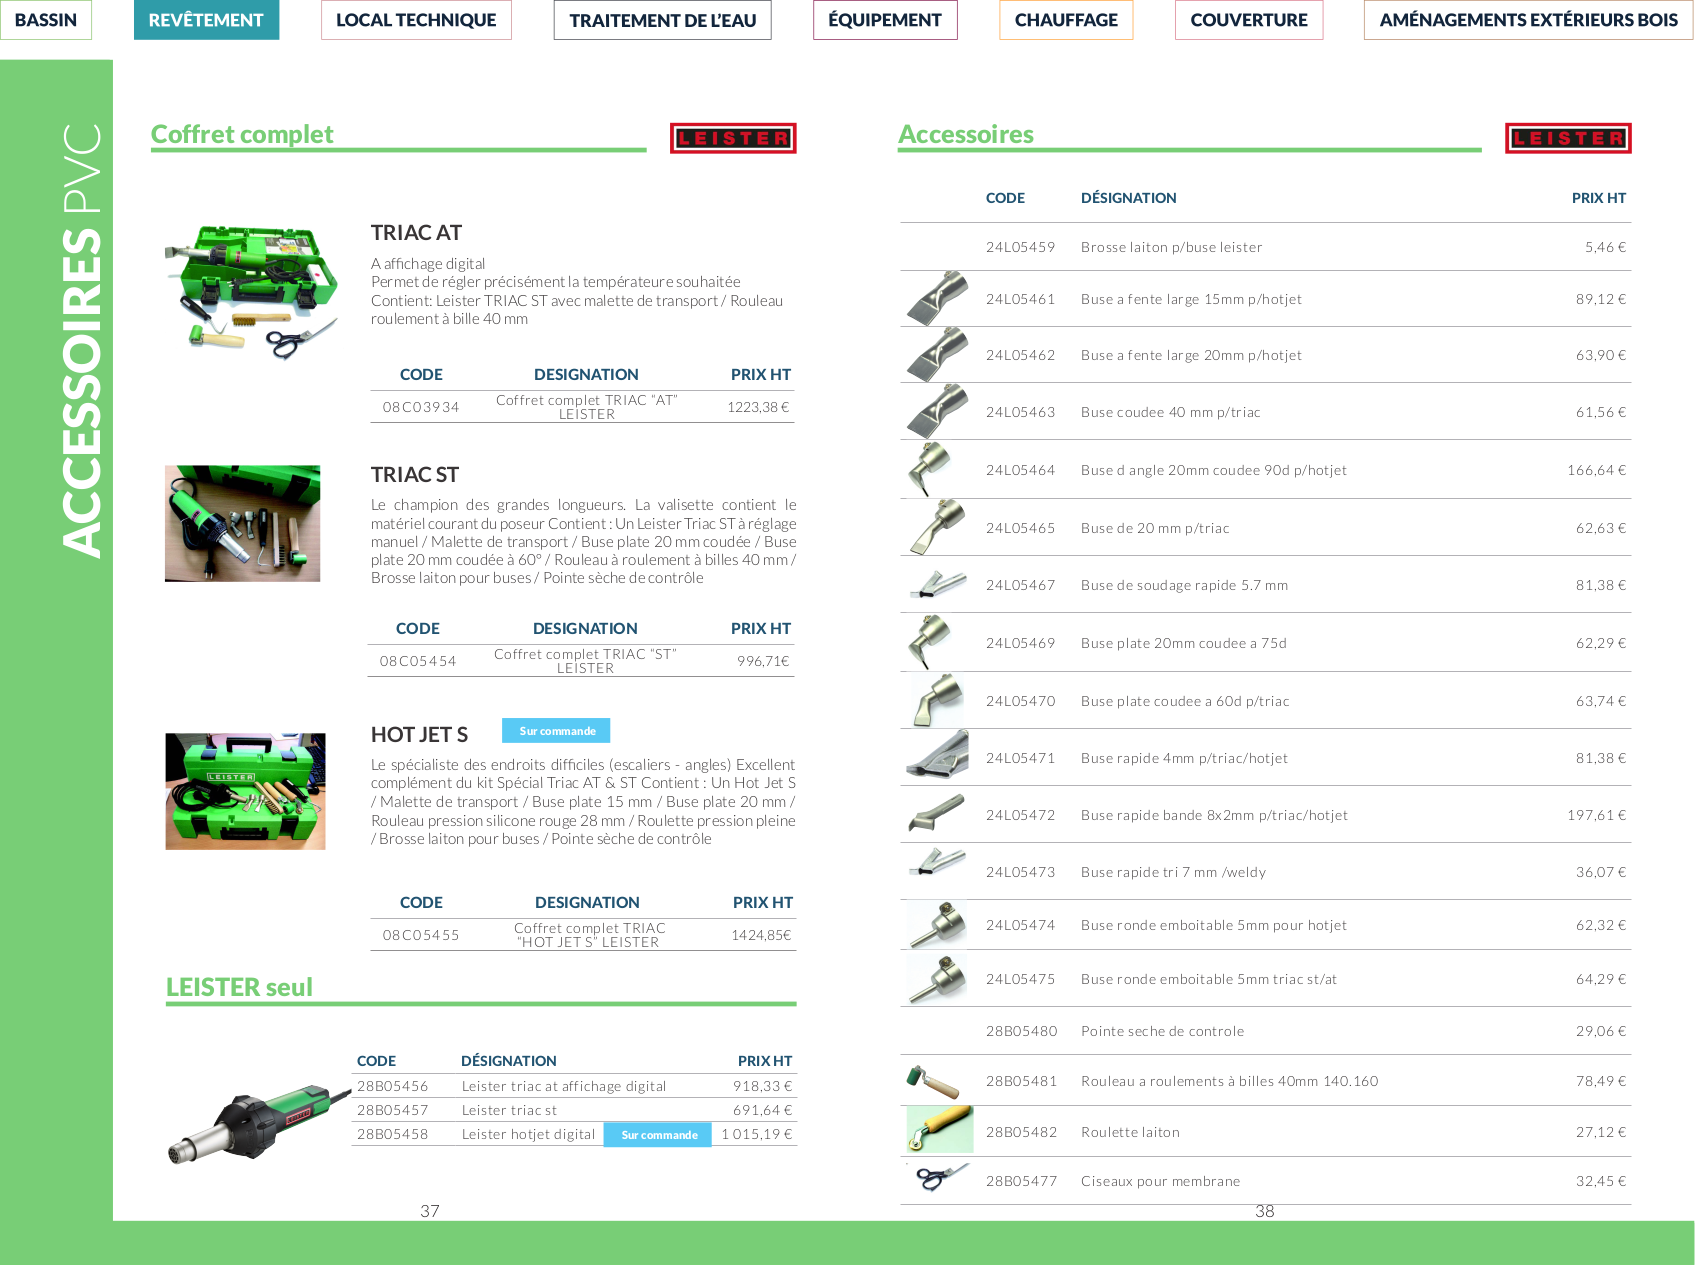 BASSIN
REVÊTEMENT
LOCAL TECHNIQUE
TRAITEMENT DE L’EAU
ÉQUIPEMENT
CHAUFFAGE
COUVERTURE
AMÉNAGEMENTS EXTÉRIEURS BOIS
ACCESSOIRES PVC
Coffret complet
LEISTER
TRIAC AT
A affichage digital
Permet de régler précisément la température souhaitée
Contient: Leister TRIAC ST avec malette de transport / Rouleau
roulement à bille 40 mm
CODE DESIGNATION PRIX HT
08C03934 Coffret complet TRIAC “AT” LEISTER 1223,38 €
TRIAC ST
Le champion des grandes longueurs. La valisette contient le
matériel courant du poseur Contient : Un Leister Triac ST à réglage
manuel / Malette de transport / Buse plate 20 mm coudée / Buse
plate 20 mm coudée à 60° / Rouleau à roulement à billes 40 mm /
Brosse laiton pour buses / Pointe sèche de contrôle
CODE DESIGNATION PRIX HT
08C05454 Coffret complet TRIAC “ST” LEISTER 996,71€
HOT JET S Sur commande
Le spécialiste des endroits difficiles (escaliers - angles) Excellent
complément du kit Spécial Triac AT & ST Contient : Un Hot Jet S
/ Malette de transport / Buse plate 15 mm / Buse plate 20 mm /
Rouleau pression silicone rouge 28 mm / Roulette pression pleine
/ Brosse laiton pour buses / Pointe sèche de contrôle
LEISTER
CODE DESIGNATION PRIX HT
08C05455 Coffret complet TRIAC “HOT JET S” LEISTER 1424,85€
LEISTER seul
CODE DÉSIGNATION PRIX HT
28B05456 Leister triac at affichage digital 918,33 €
28B05457 Leister triac st 691,64 €
28B05458 Leister hotjet digital Sur commande 1 015,19 €
LEISTER
37
Accessoires
LEISTER
CODE DÉSIGNATION PRIX HT
24L05459 Brosse laiton p/buse leister 5,46 €
24L05461 Buse a fente large 15mm p/hotjet 89,12 €
24L05462 Buse a fente large 20mm p/hotjet 63,90 €
24L05463 Buse coudee 40 mm p/triac 61,56 €
24L05464 Buse d angle 20mm coudee 90d p/hotjet 166,64 €
24L05465 Buse de 20 mm p/triac 62,63 €
24L05467 Buse de soudage rapide 5.7 mm 81,38 €
24L05469 Buse plate 20mm coudee a 75d 62,29 €
24L05470 Buse plate coudee a 60d p/triac 63,74 €
24L05471 Buse rapide 4mm p/triac/hotjet 81,38 €
24L05472 Buse rapide bande 8x2mm p/triac/hotjet 197,61 €
24L05473 Buse rapide tri 7 mm /weldy 36,07 €
24L05474 Buse ronde emboitable 5mm pour hotjet 62,32 €
24L05475 Buse ronde emboitable 5mm triac st/at 64,29 €
28B05480 Pointe seche de controle 29,06 €
28B05481 Rouleau a roulements à billes 40mm 140.160 78,49 €
28B05482 Roulette laiton 27,12 €
28B05477 Ciseaux pour membrane 32,45 €
38